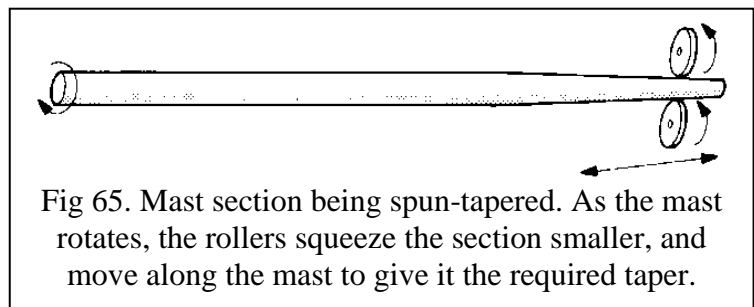 Fig 65. Mast section being spun-tapered. As the mast
rotates, the rollers squeeze the section smaller, and
move along the mast to give it the required taper.